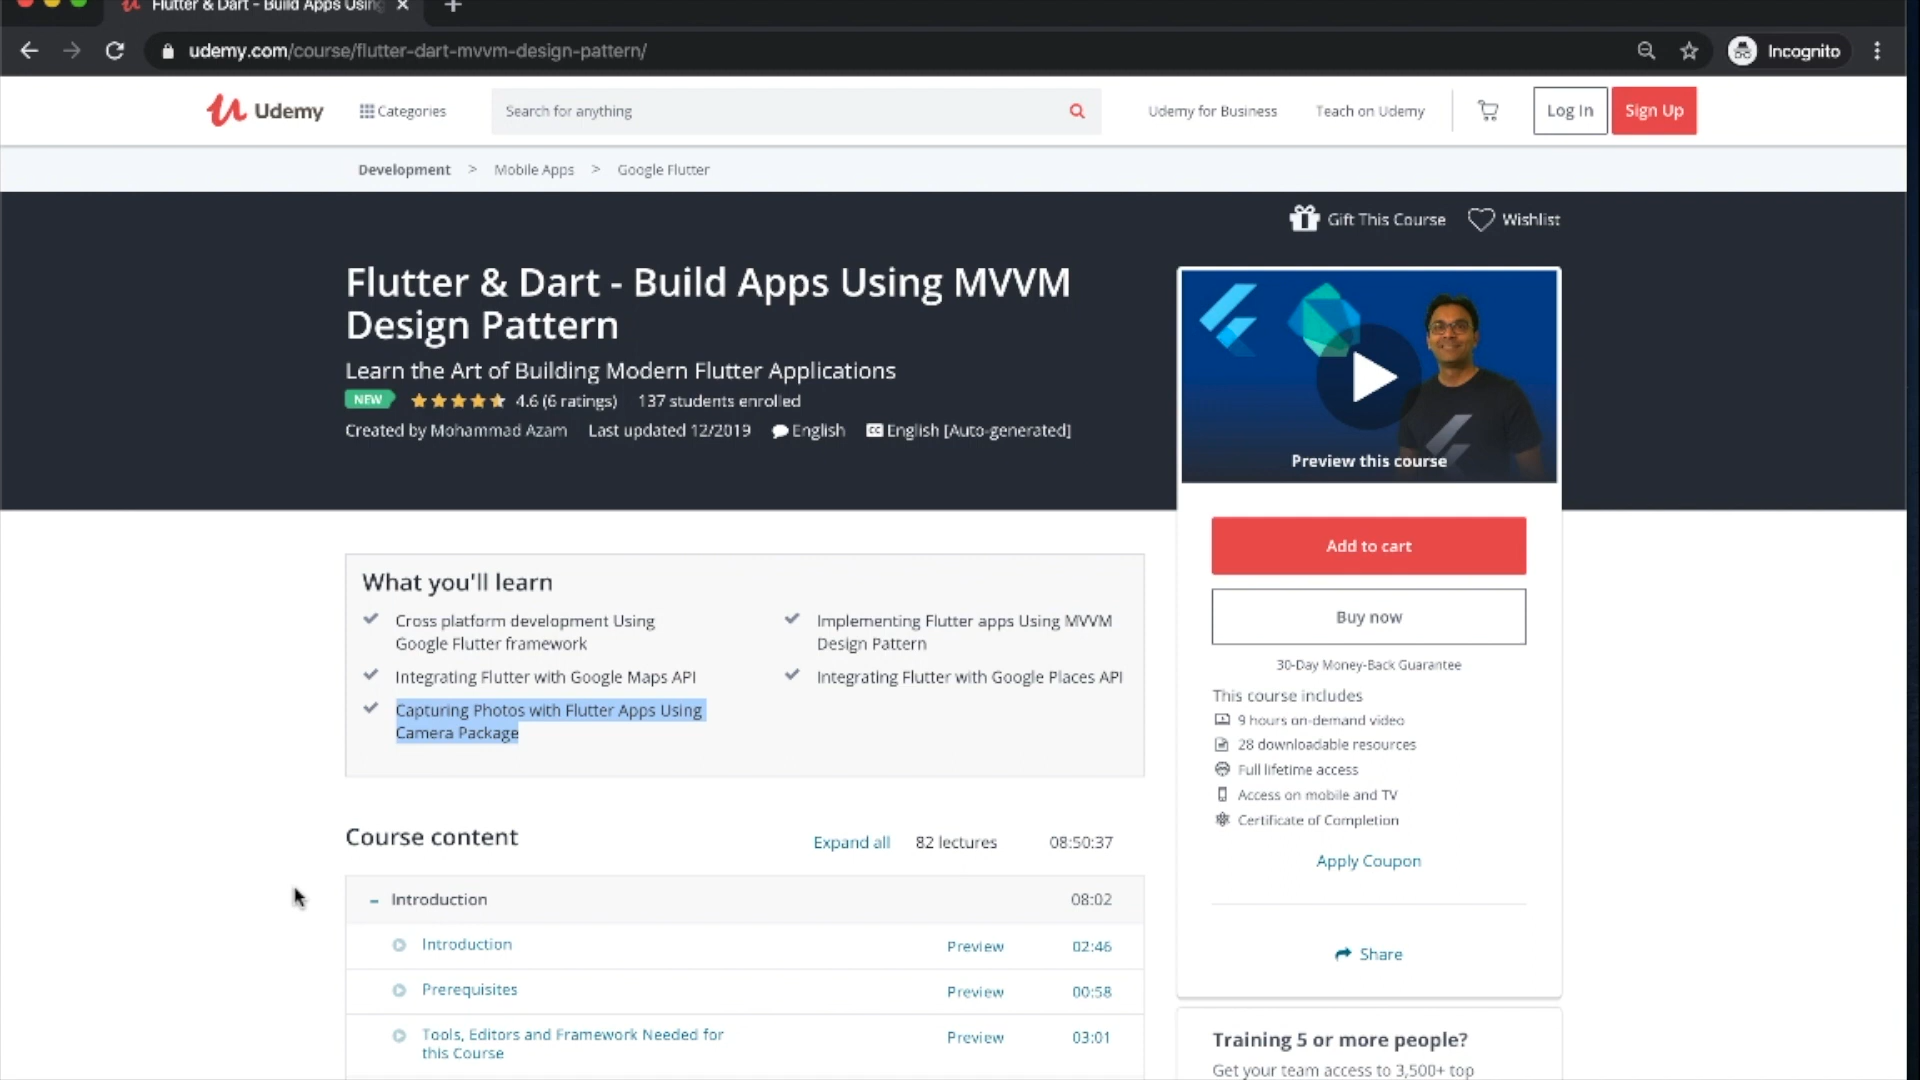 Flutter & Dart - Build Apps Using
udemy.com/course/flutter-dart-mvvm-design-pattern/
Incognito
Udemy
Categories
Search for anything
Udemy for Business
Teach on Udemy
Log In
Sign Up
Development > Mobile Apps > Google Flutter
Gift This Course
Wishlist
Flutter & Dart - Build Apps Using MVVM
Design Pattern
Learn the Art of Building Modern Flutter Applications
NEW 4.6 (6 ratings) 137 students enrolled
Created by Mohammad Azam Last updated 12/2019 English CC English [Auto-generated]
Preview this course
Add to cart
Buy now
30-Day Money-Back Guarantee
This course includes
9 hours on-demand video
28 downloadable resources
Full lifetime access
Access on mobile and TV
Certificate of Completion
Apply Coupon
Share
Training 5 or more people?
Get your team access to 3,500+ top
What you'll learn
Cross platform development Using
Google Flutter framework
Implementing Flutter apps Using MVVM
Design Pattern
Integrating Flutter with Google Maps API
Integrating Flutter with Google Places API
Capturing Photos with Flutter Apps Using
Camera Package
Course content
Expand all
82 lectures
08:50:37
Introduction 08:02
Introduction Preview 02:46
Prerequisites Preview 00:58
Tools, Editors and Framework Needed for
this Course
Preview 03:01